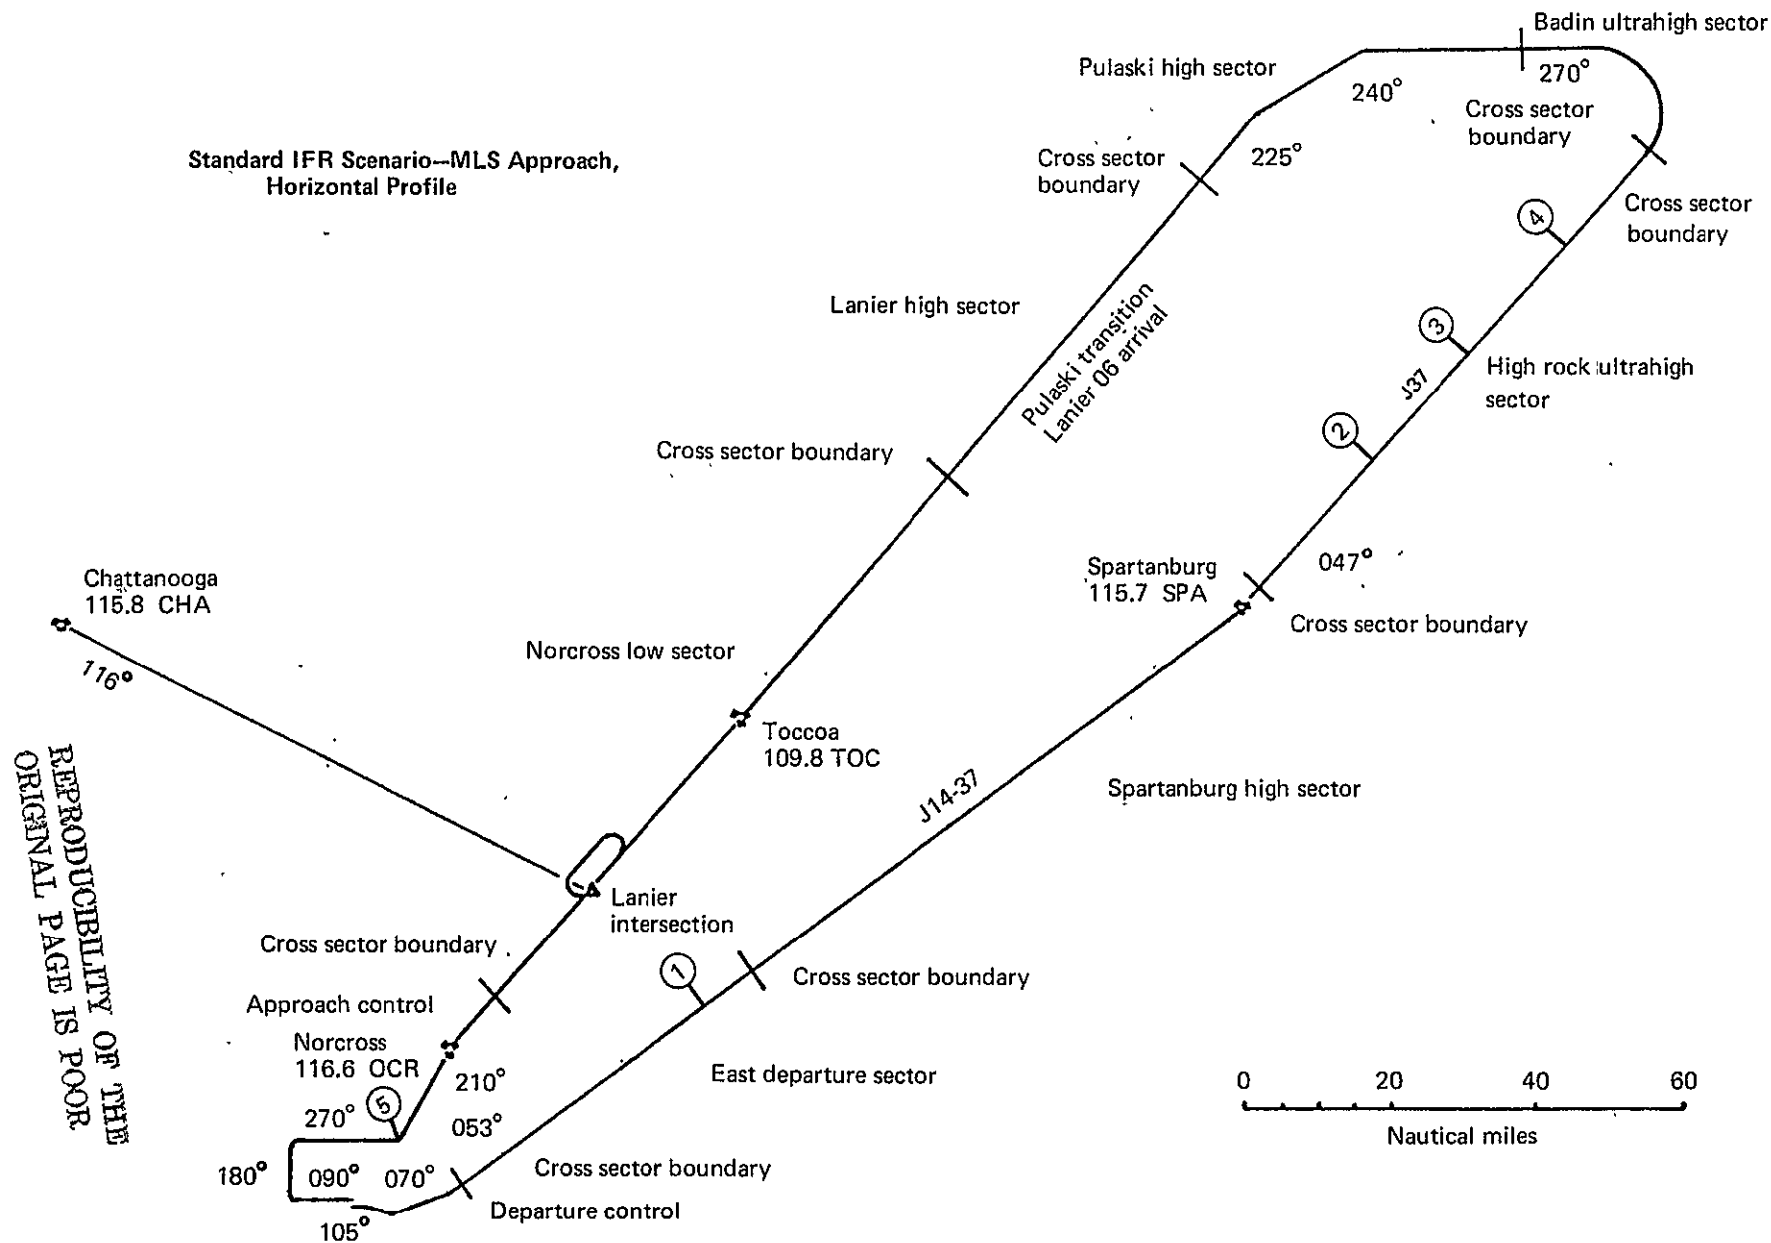 Badin ultrahigh sector
Pulaski high sector
270°
240°
Cross sector
boundary
Standard IFR Scenario—MLS Approach,
Horizontal Profile
Cross sector
boundary
225°
Cross sector
boundary
4
Lanier high sector
Pulaski transition
Lanier 06 arrival
3
High rock ultrahigh
sector
J37
2
Cross sector boundary
Chattanooga
115.8 CHA
116°
Spartanburg
115.7 SPA
047°
Cross sector boundary
Norcross low sector
Toccoa
109.8 TOC
J14-37
Spartanburg high sector
REPRODUCIBILITY OF THE
ORIGINAL PAGE IS POOR
Lanier
intersection
Cross sector boundary
1
Cross sector boundary
Approach control
Norcross
116.6 OCR
210°
East departure sector
270°
5
053°
180°
090°
070°
Cross sector boundary
Departure control
105°
0 20 40 60
Nautical miles